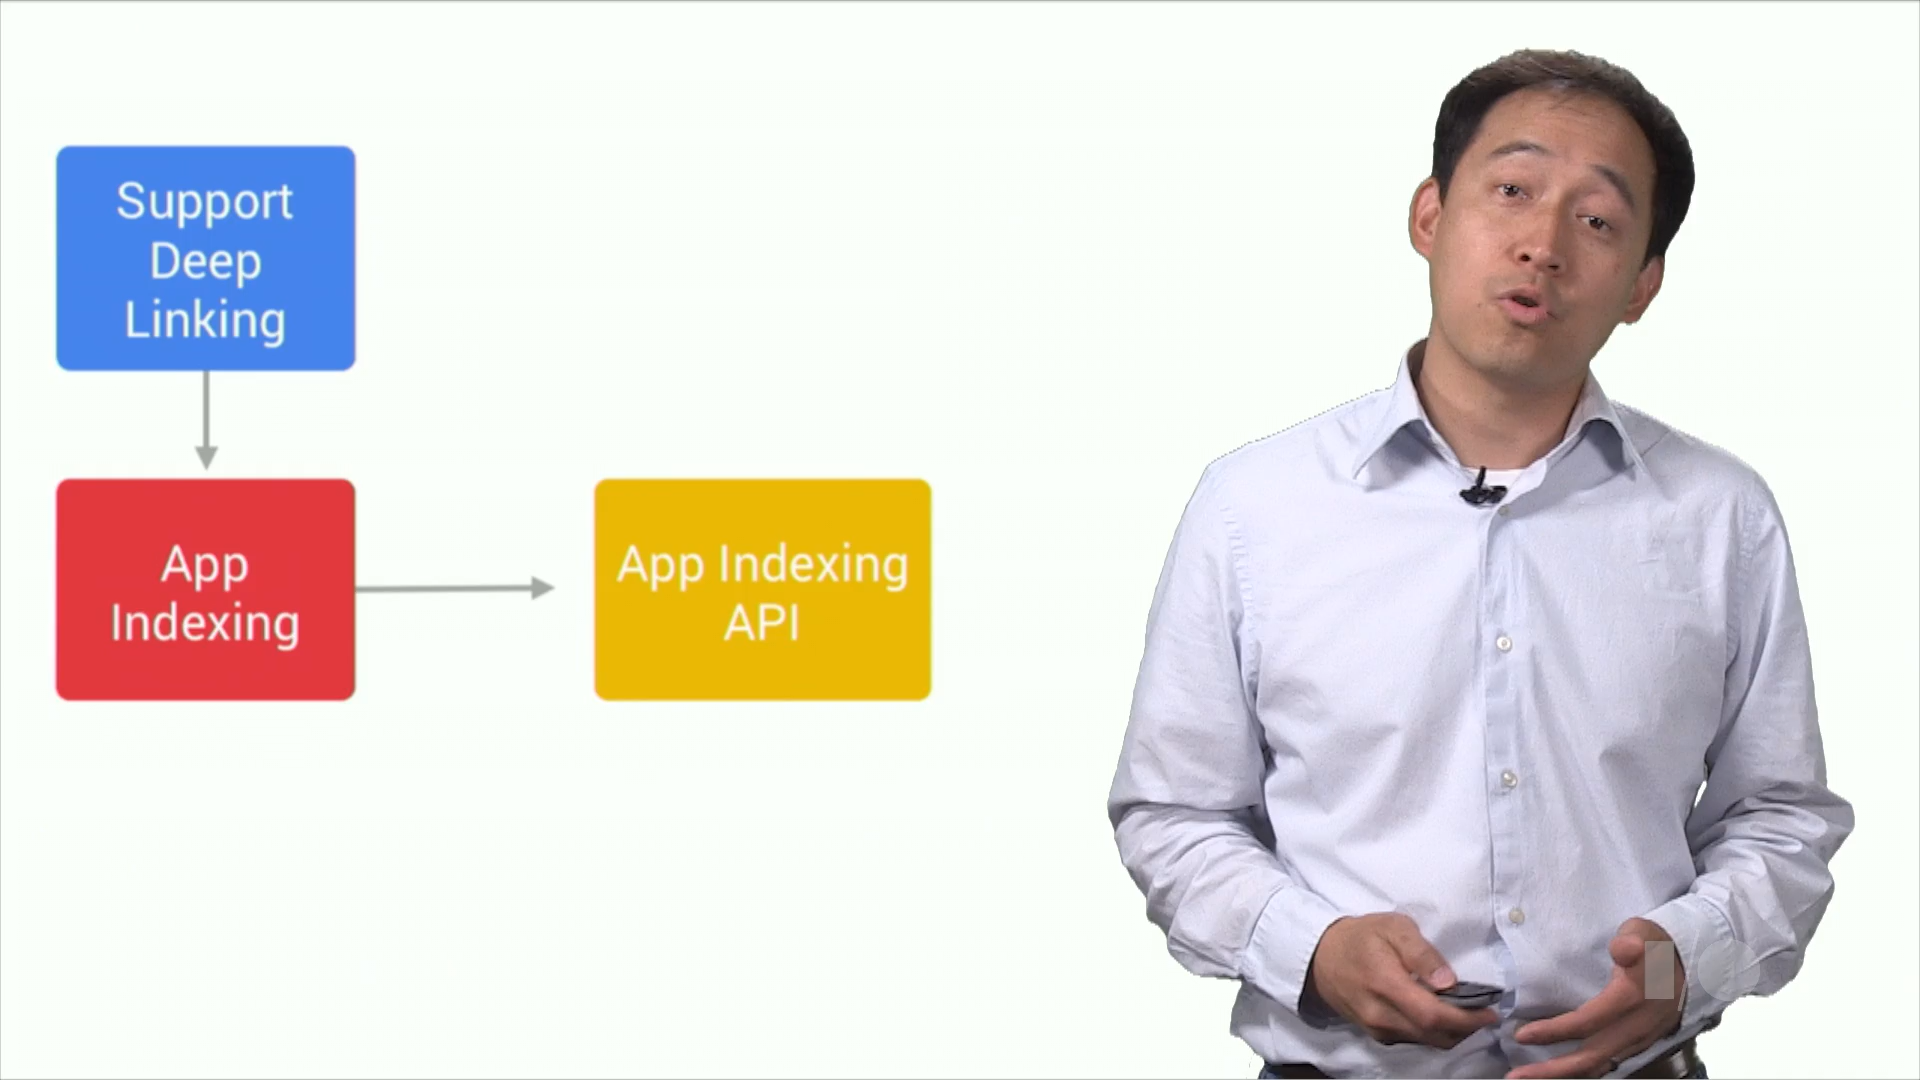 Support
Deep
Linking
App
Indexing
App Indexing
API
I/O